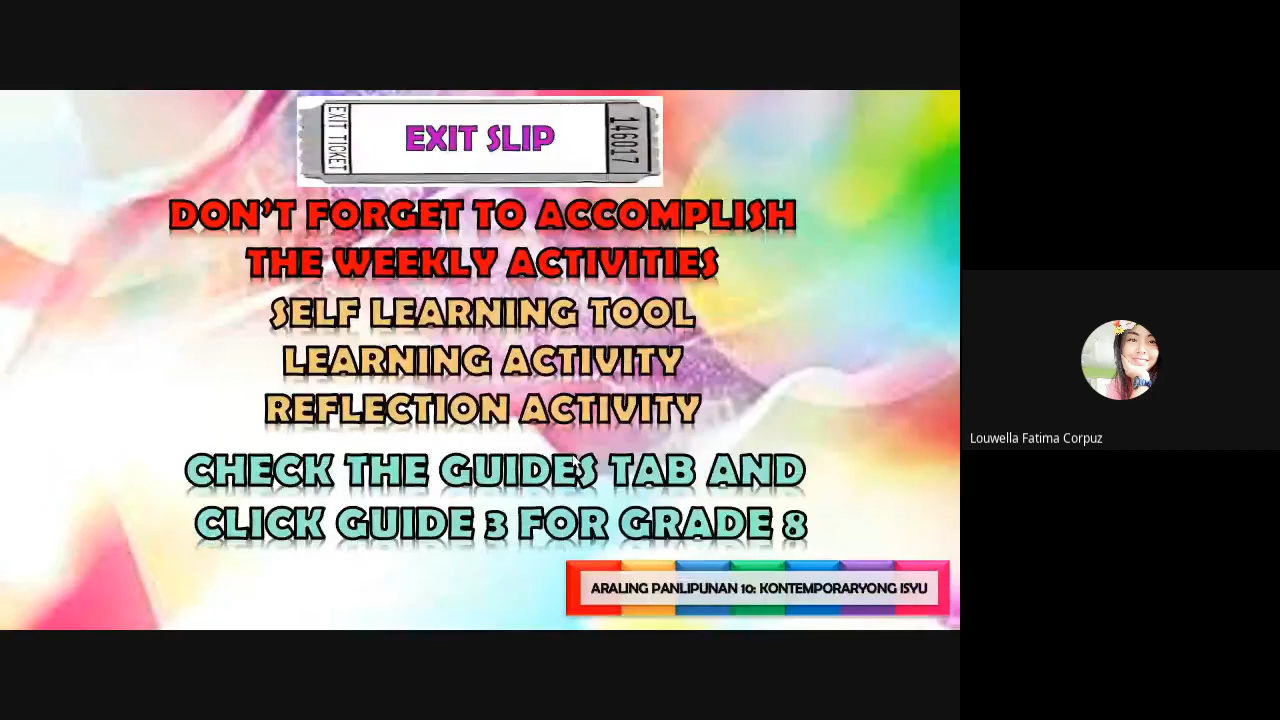 EXIT TICKET
EXIT SLIP
146017
DON'T FORGET TO ACCOMPLISH
THE WEEKLY ACTIVITIES
SELF LEARNING TOOL
LEARNING ACTIVITY
REFLECTION ACTIVITY
CHECK THE GUIDES TAB AND
CLICK GUIDE 3 FOR GRADE 8
ARALING PANLIPUNAN 10: KONTEMPORARYONG ISYU
Louwella Fatima Corpuz